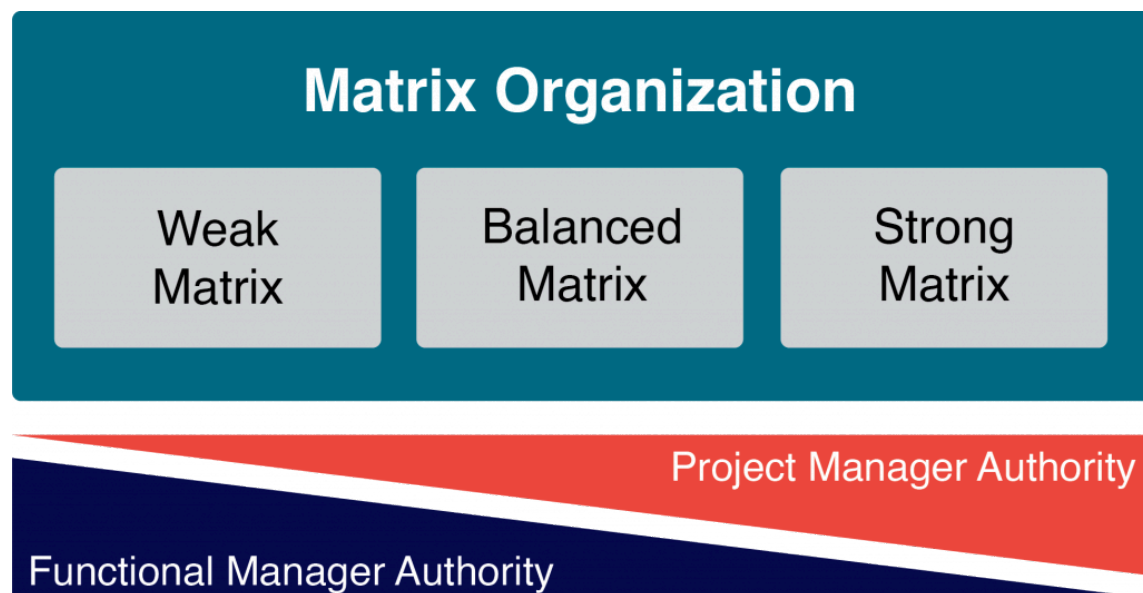 Matrix Organization
Weak
Matrix
Balanced
Matrix
Strong
Matrix
Project Manager Authority
Functional Manager Authority